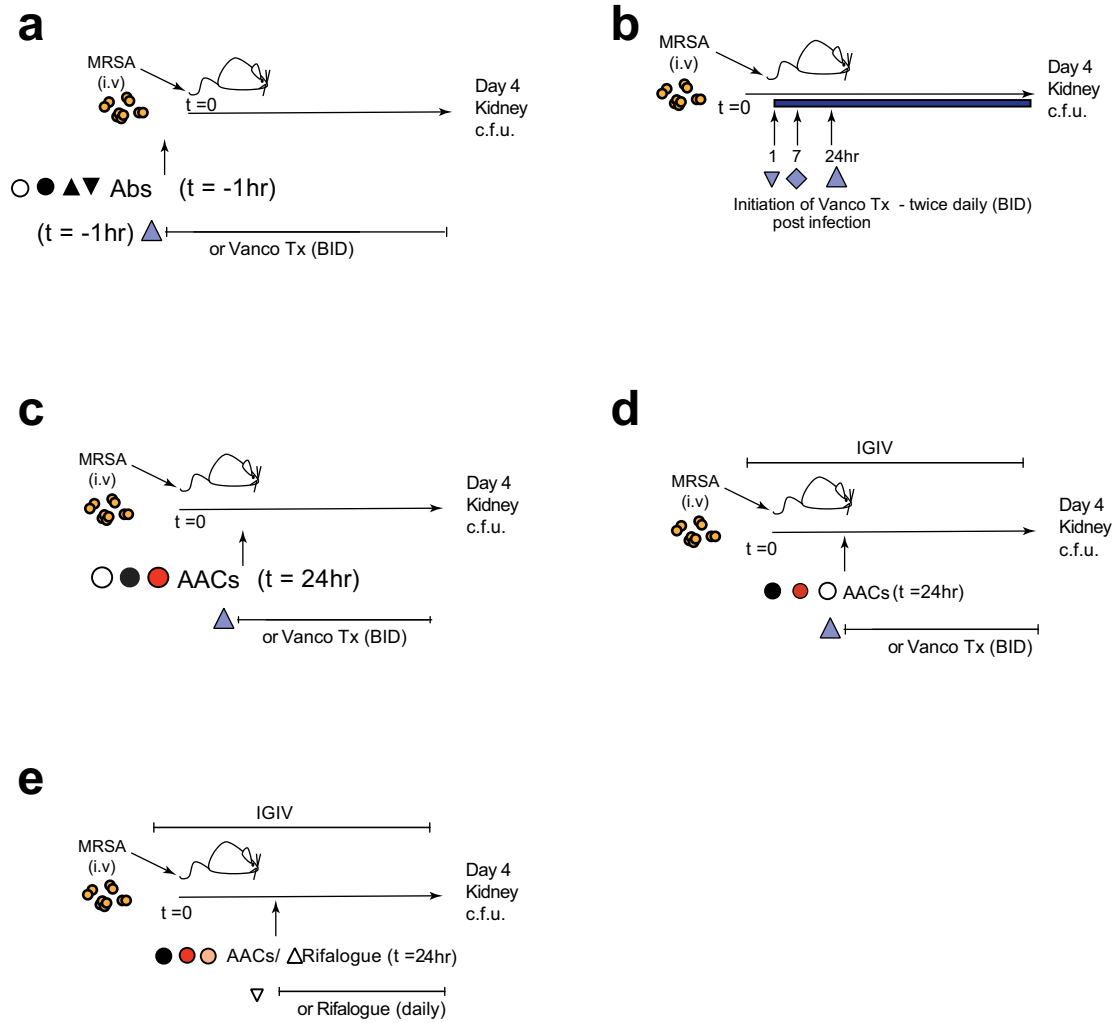 a
MRSA
(i.v)
t =0
Day 4
Kidney
c.f.u.
Abs (t = -1hr)
(t = -1hr)
or Vanco Tx (BID)
b
MRSA
(i.v)
t =0
Day 4
Kidney
c.f.u.
1 7 24hr
Initiation of Vanco Tx - twice daily (BID)
post infection
c
MRSA
(i.v)
t =0
Day 4
Kidney
c.f.u.
AACs (t = 24hr)
or Vanco Tx (BID)
d
IGIV
MRSA
(i.v)
t =0
Day 4
Kidney
c.f.u.
AACs (t =24hr)
or Vanco Tx (BID)
e
IGIV
MRSA
(i.v)
t =0
Day 4
Kidney
c.f.u.
AACs/ Rifalogue (t =24hr)
or Rifalogue (daily)